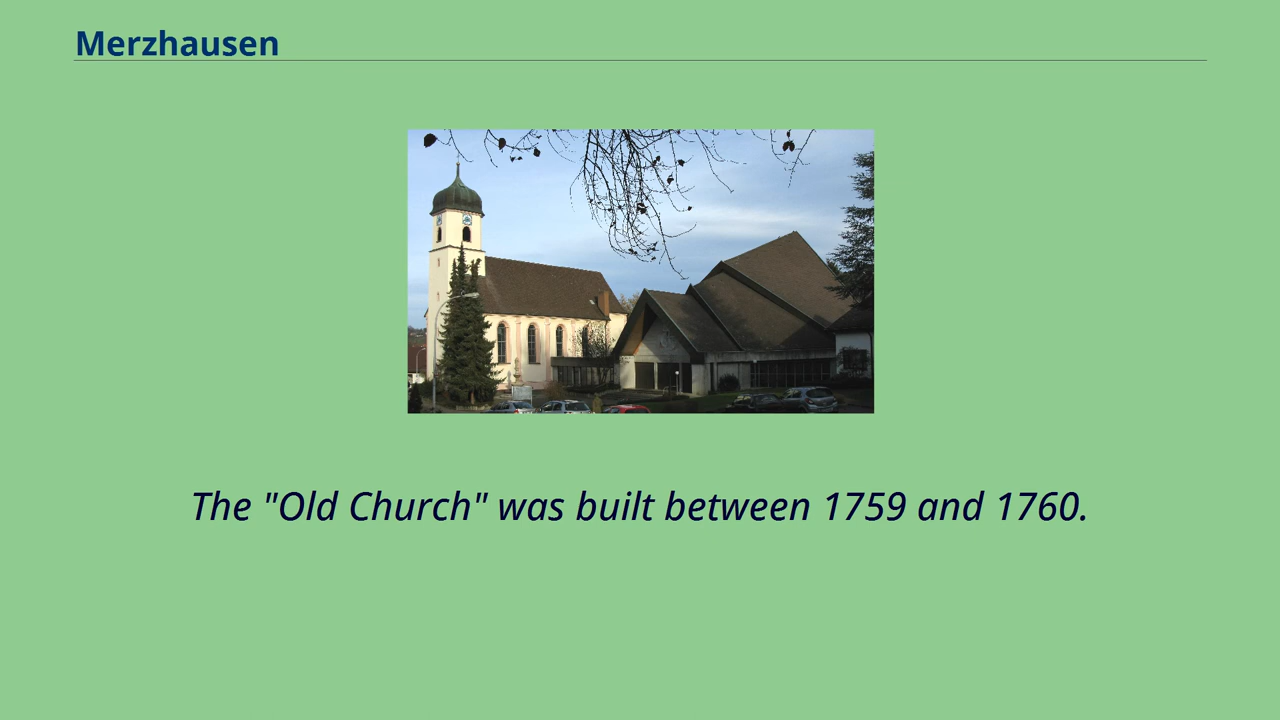 Merzhausen
The "Old Church" was built between 1759 and 1760.